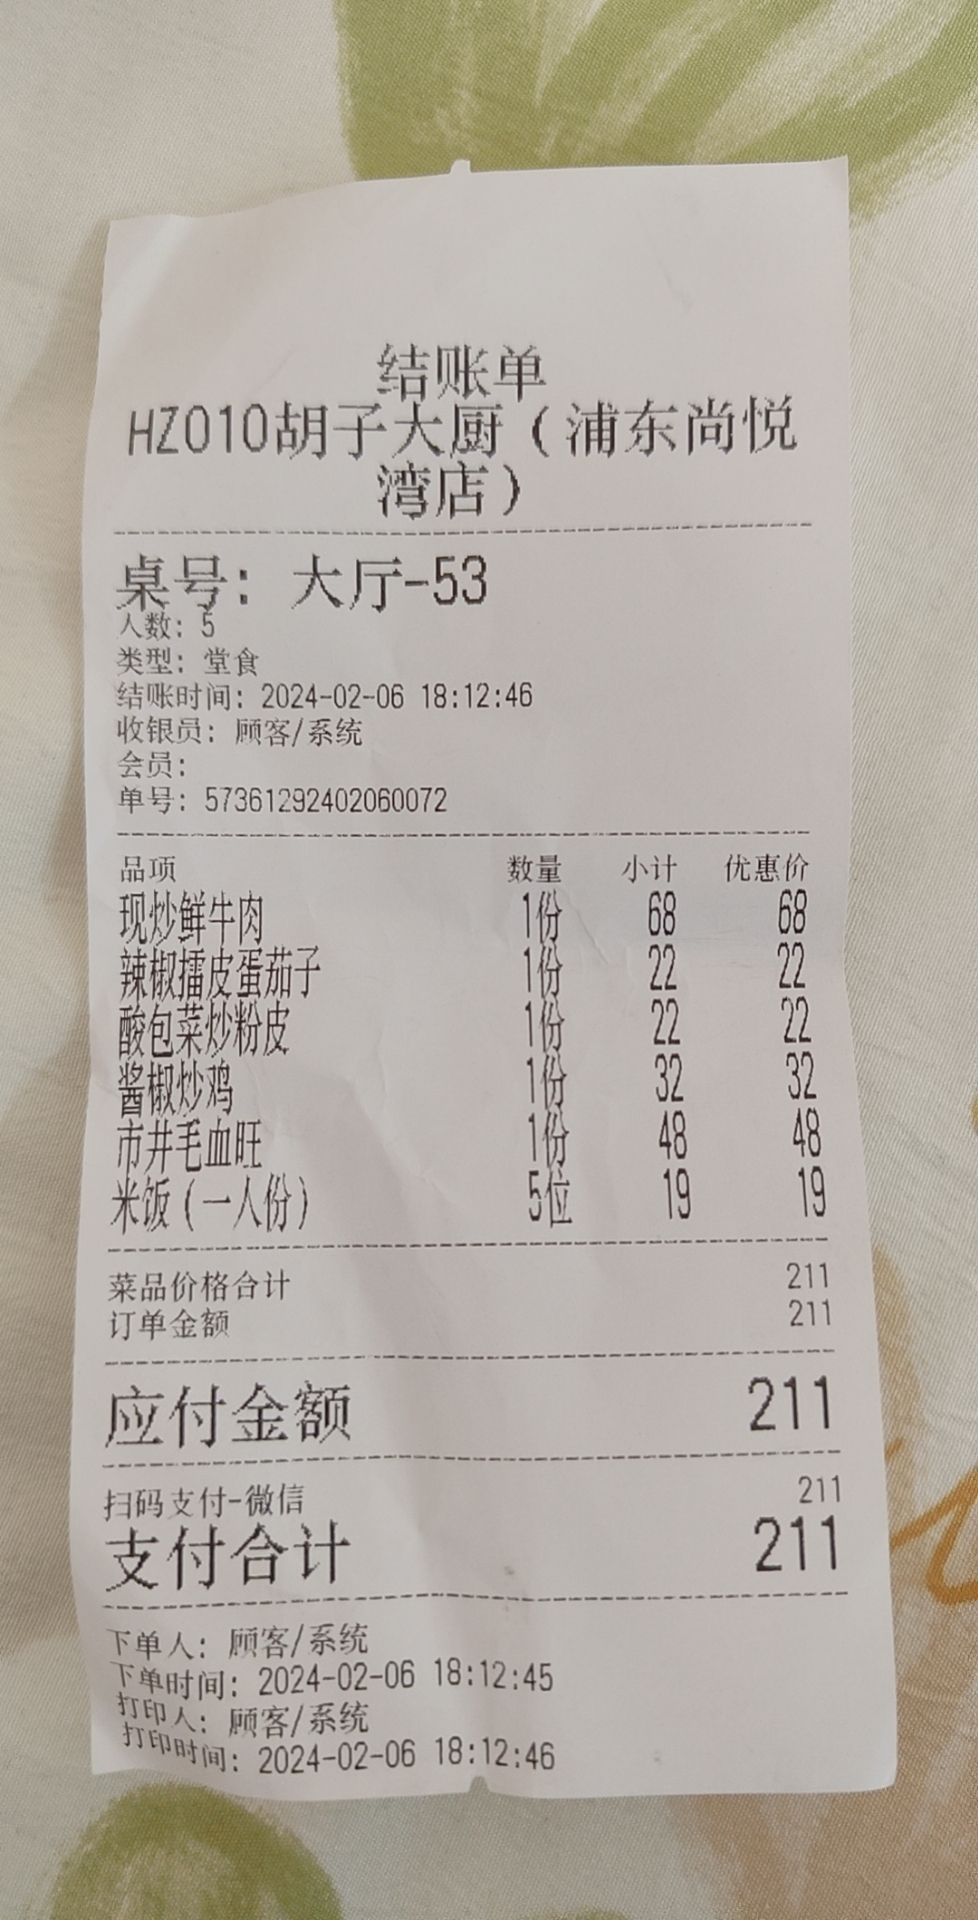 结账单
HZ010胡子大厨（浦东尚悦
湾店）
桌号：大厅-53
人数：5
类型：堂食
结账时间：2024-02-06 18:12:46
收银员：顾客/系统
会员：
单号：57361292402060072
品项 数量 小计 优惠价
现炒鲜牛肉 1份 68 68
辣椒擂皮蛋茄子 1份 22 22
酸包菜炒粉皮 1份 22 22
酱椒炒鸡 1份 32 32
市井毛血旺 1份 48 48
米饭（一人份） 5位 19 19
菜品价格合计 211
订单金额 211
应付金额 211
扫码支付-微信 211
支付合计 211
下单人：顾客/系统
下单时间：2024-02-06 18:12:45
打印人：顾客/系统
打印时间：2024-02-06 18:12:46